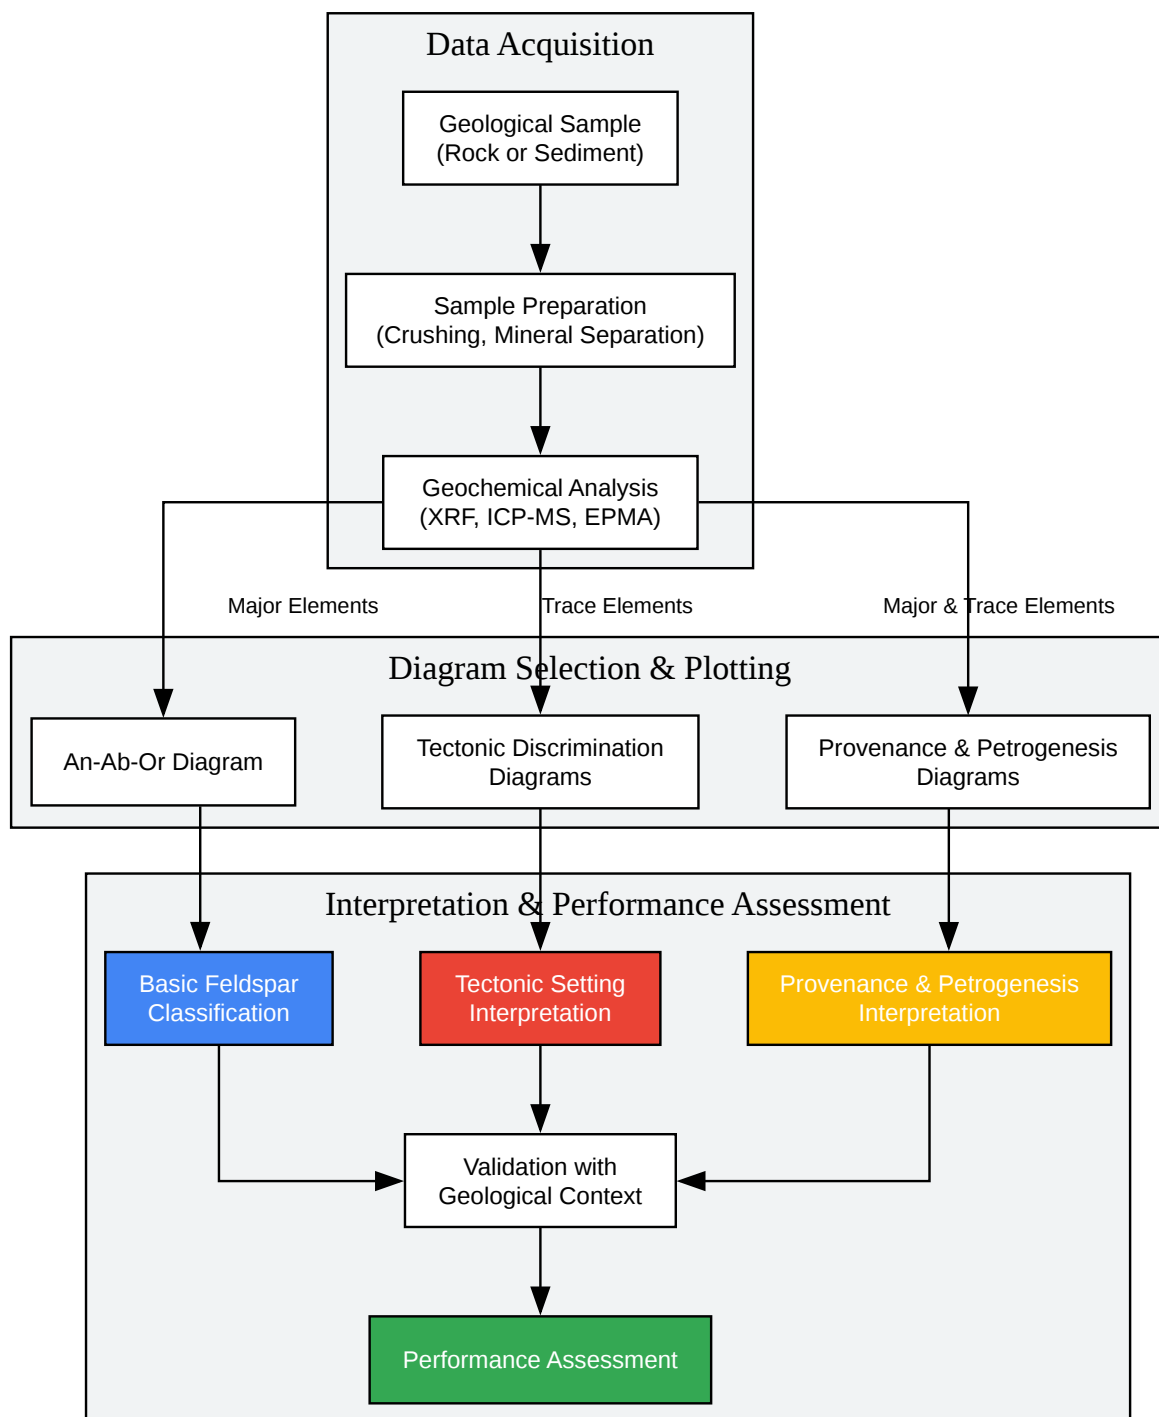 Data Acquisition
Geological Sample
(Rock or Sediment)
Sample Preparation
(Crushing, Mineral Separation)
Geochemical Analysis
(XRF, ICP-MS, EPMA)
Major Elements
Trace Elements
Major & Trace Elements
Diagram Selection & Plotting
An-Ab-Or Diagram
Tectonic Discrimination
Diagrams
Provenance & Petrogenesis
Diagrams
Interpretation & Performance Assessment
Basic Feldspar
Classification
Tectonic Setting
Interpretation
Provenance & Petrogenesis
Interpretation
Validation with
Geological Context
Performance Assessment